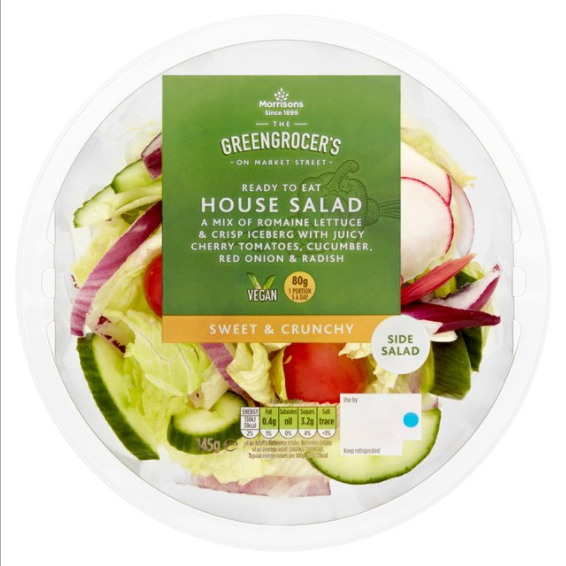 Morrisons
Since 1899
THE
GREENGROCER'S
ON MARKET STREET
READY TO EAT
HOUSE SALAD
A MIX OF ROMAINE LETTUCE
& CRISP ICEBERG WITH JUICY
CHERRY TOMATOES, CUCUMBER,
RED ONION & RADISH
VEGAN
80g
1 PORTION
5 A DAY
SWEET & CRUNCHY
SIDE
SALAD
ENERGY Fat Saturates Sugars Salt
0.4g nil 3.2g trace
145g e
Use by
Keep refrigerated